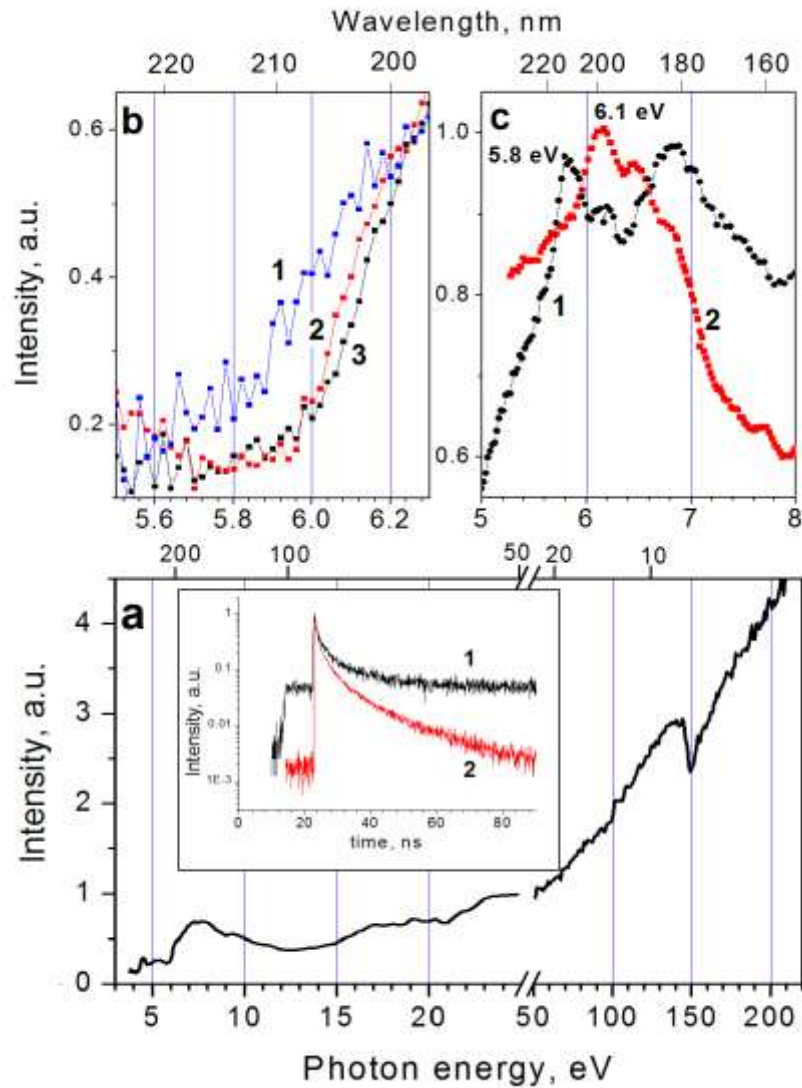 Wavelength, nm
220 210 200
220 200 180 160
b
c
6.1 eV
5.8 eV
0.6
0.4
0.2
1
2
3
1.0
0.8
0.6
1
2
Intensity, a.u.
5.6 5.8 6.0 6.2
5 6 7 8
200 100 50 20 10
a
4
3
2
1
0
Intensity, a.u.
1
0.1
0.01
1E-3
Intensity, a.u.
1
2
0 20 40 60 80
time, ns
5 10 15 20 50 100 150 200
Photon energy, eV